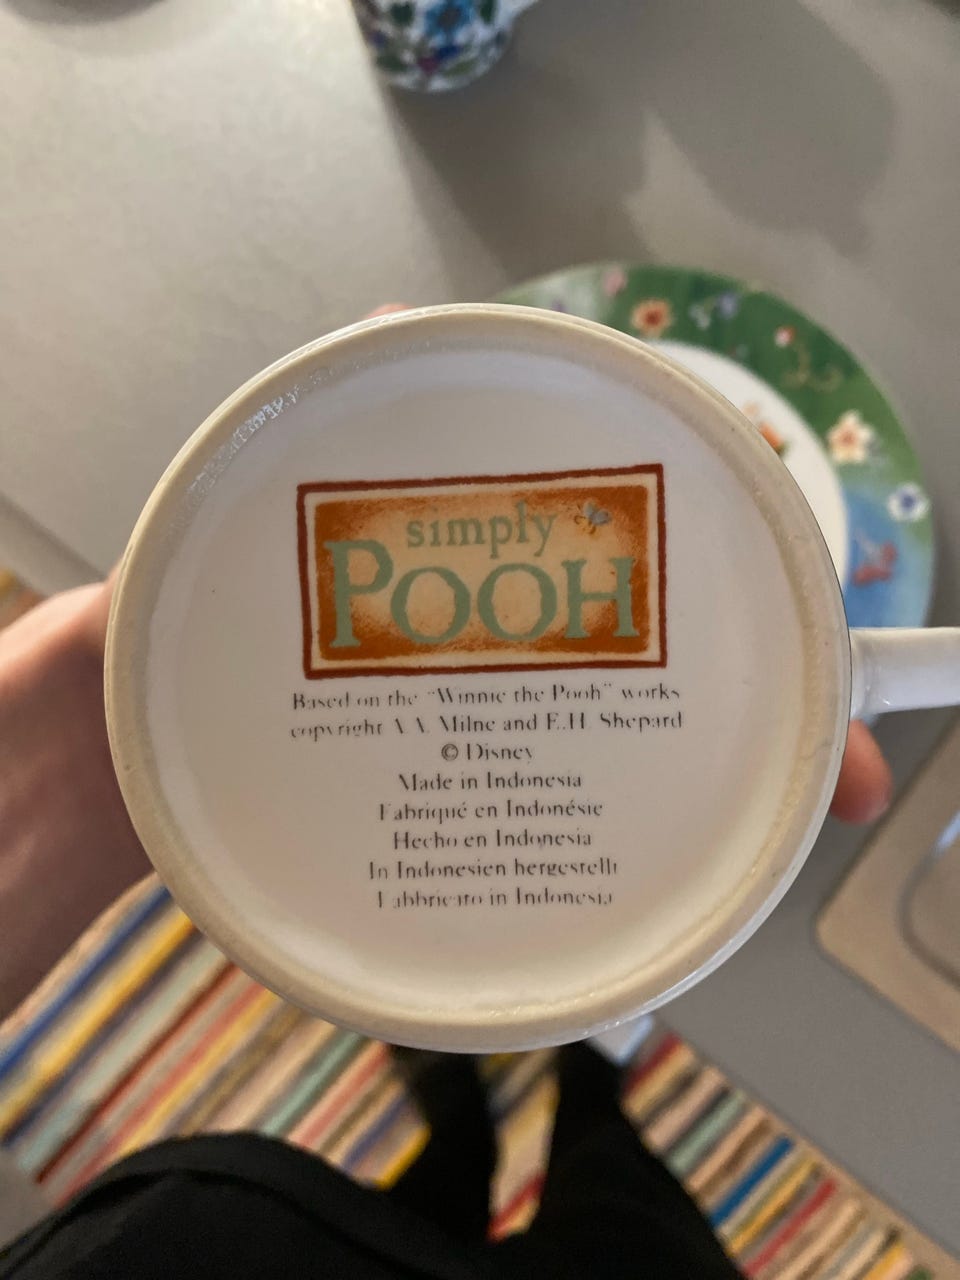 simply
POOH
Based on the "Winnie the Pooh" works
copyright A.A. Milne and E.H. Shepard
© Disney
Made in Indonesia
Fabriqué en Indonésie
Hecho en Indonesia
In Indonesien hergestellt
Fabbricato in Indonesia